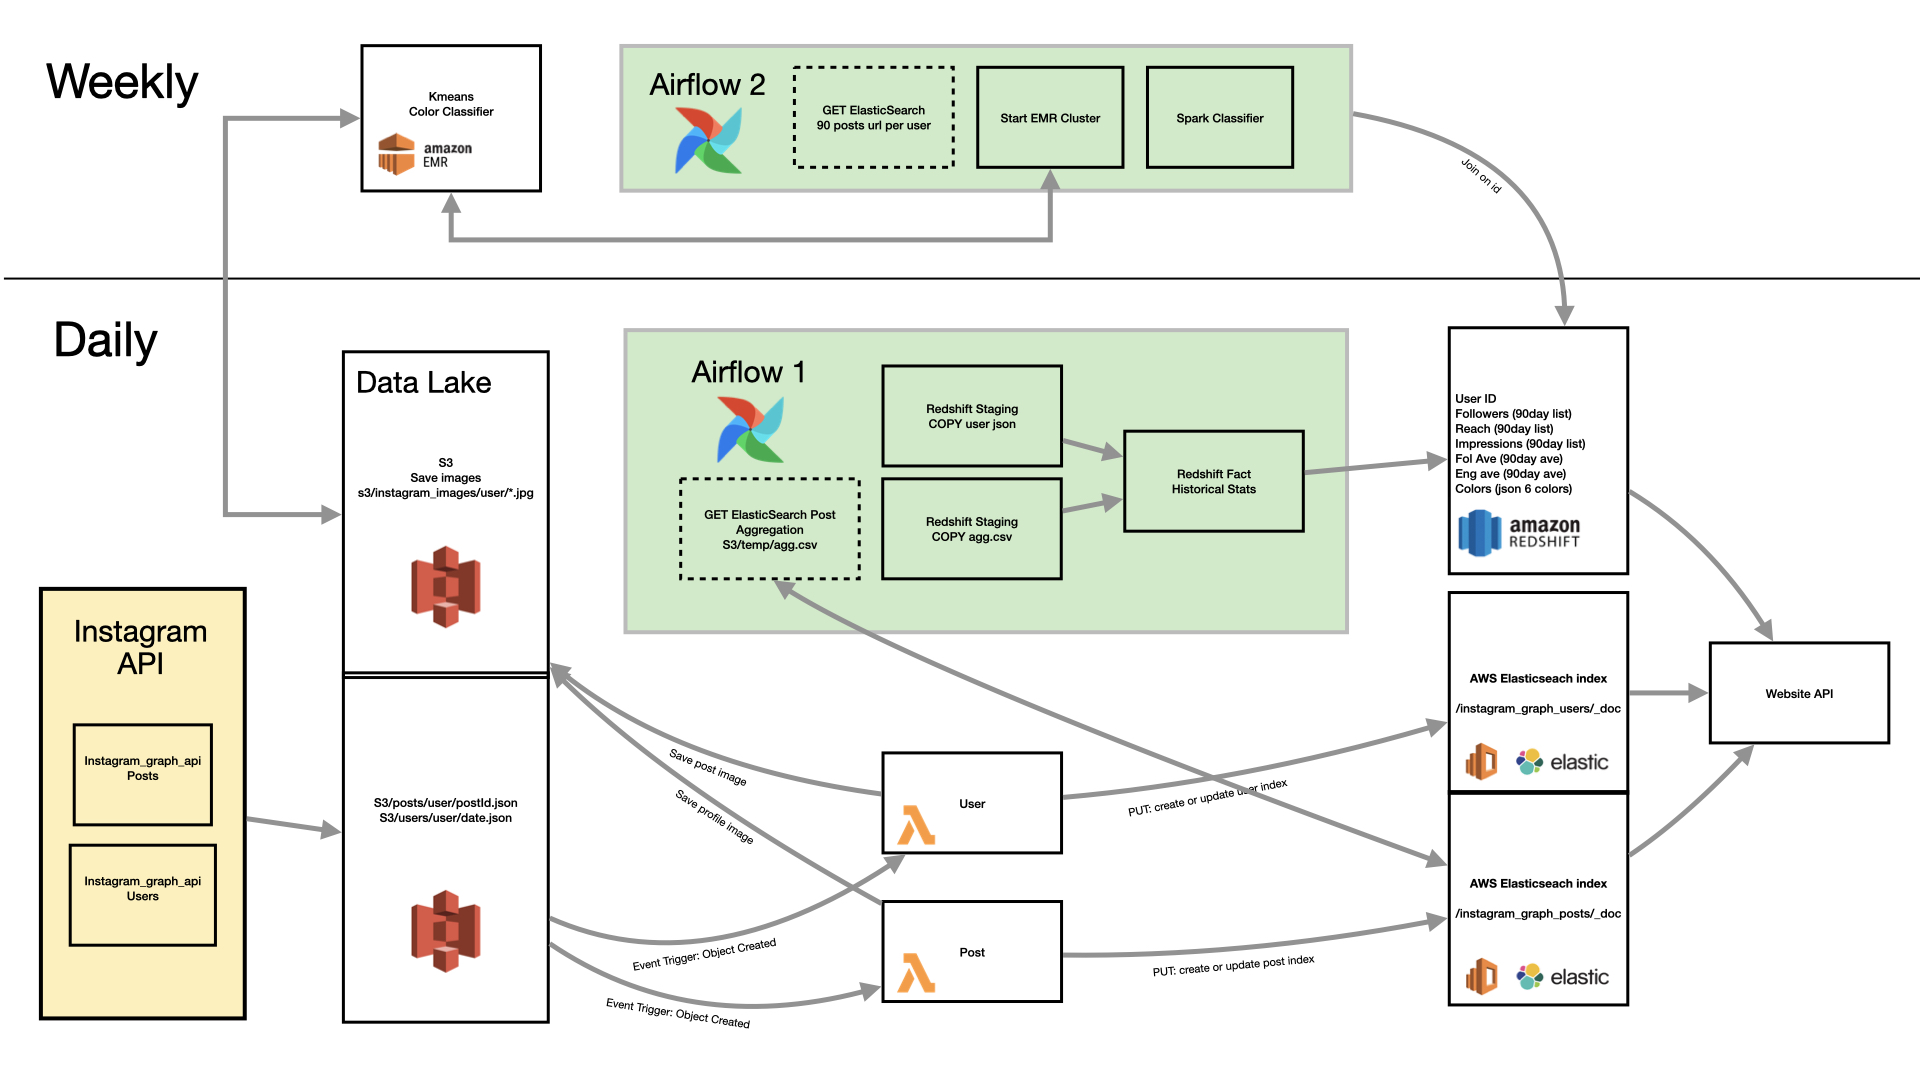 Weekly
Kmeans
Color Classifier
amazon
EMR
Airflow 2
GET ElasticSearch
90 posts url per user
Start EMR Cluster
Spark Classifier
Join on id
Daily
Data Lake
S3
Save images
s3/instagram_images/user/*.jpg
Airflow 1
Redshift Staging
COPY user json
GET ElasticSearch Post
Aggregation
S3/temp/agg.csv
Redshift Staging
COPY agg.csv
Redshift Fact
Historical Stats
User ID
Followers (90day list)
Reach (90day list)
Impressions (90day list)
Fol Ave (90day ave)
Eng ave (90day ave)
Colors (json 6 colors)
amazon
REDSHIFT
Instagram
API
Instagram_graph_api
Posts
Instagram_graph_api
Users
S3/posts/user/postId.json
S3/users/user/date.json
Save post image
Save profile image
User
Post
Event Trigger: Object Created
Event Trigger: Object Created
PUT: create or update user index
PUT: create or update post index
AWS Elasticseach index
/instagram_graph_users/_doc
elastic
AWS Elasticseach index
/instagram_graph_posts/_doc
elastic
Website API